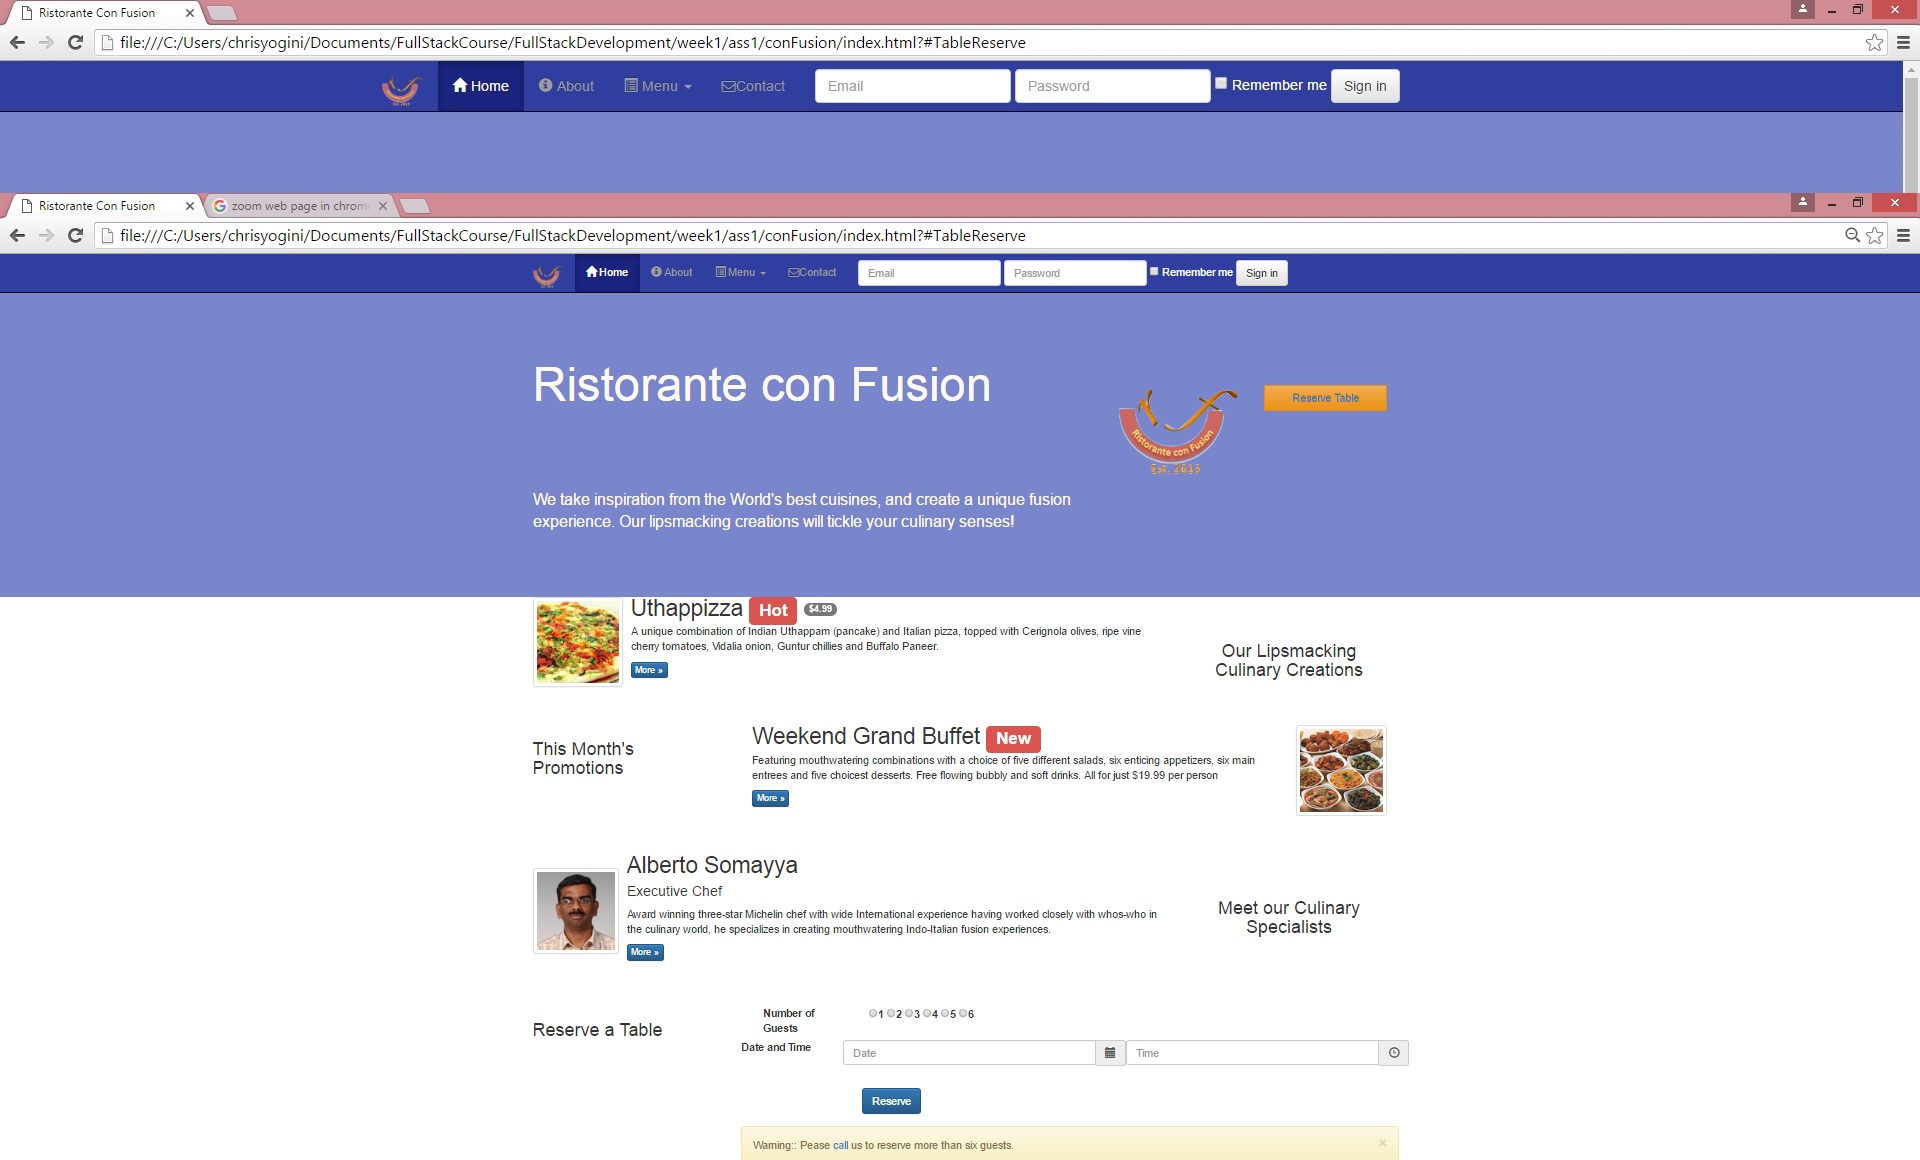 Ristorante Con Fusion
file:///C:/Users/chrisyogini/Documents/FullStackCourse/FullStackDevelopment/week1/ass1/conFusion/index.html?#TableReserve
Home About Menu Contact Email Password Remember me Sign in
Ristorante Con Fusion zoom web page in chrom
file:///C:/Users/chrisyogini/Documents/FullStackCourse/FullStackDevelopment/week1/ass1/conFusion/index.html?#TableReserve
Home About Menu Contact Email Password Remember me Sign in
Ristorante con Fusion
Ristorante con Fusion
Est. 2013
Reserve Table
We take inspiration from the World's best cuisines, and create a unique fusion
experience. Our lipsmacking creations will tickle your culinary senses!
Uthappizza Hot $4.99
A unique combination of Indian Uthappam (pancake) and Italian pizza, topped with Cerignola olives, ripe vine
cherry tomatoes, Vidalia onion, Guntur chillies and Buffalo Paneer.
More »
Our Lipsmacking
Culinary Creations
This Month's
Promotions
Weekend Grand Buffet New
Featuring mouthwatering combinations with a choice of five different salads, six enticing appetizers, six main
entrees and five choicest desserts. Free flowing bubbly and soft drinks. All for just $19.99 per person
More »
Alberto Somayya
Executive Chef
Award winning three-star Michelin chef with wide International experience having worked closely with whos-who in
the culinary world, he specializes in creating mouthwatering Indo-Italian fusion experiences.
More »
Meet our Culinary
Specialists
Reserve a Table
Number of
Guests
1 2 3 4 5 6
Date and Time
Date
Time
Reserve
Warning:: Pease call us to reserve more than six guests. ×